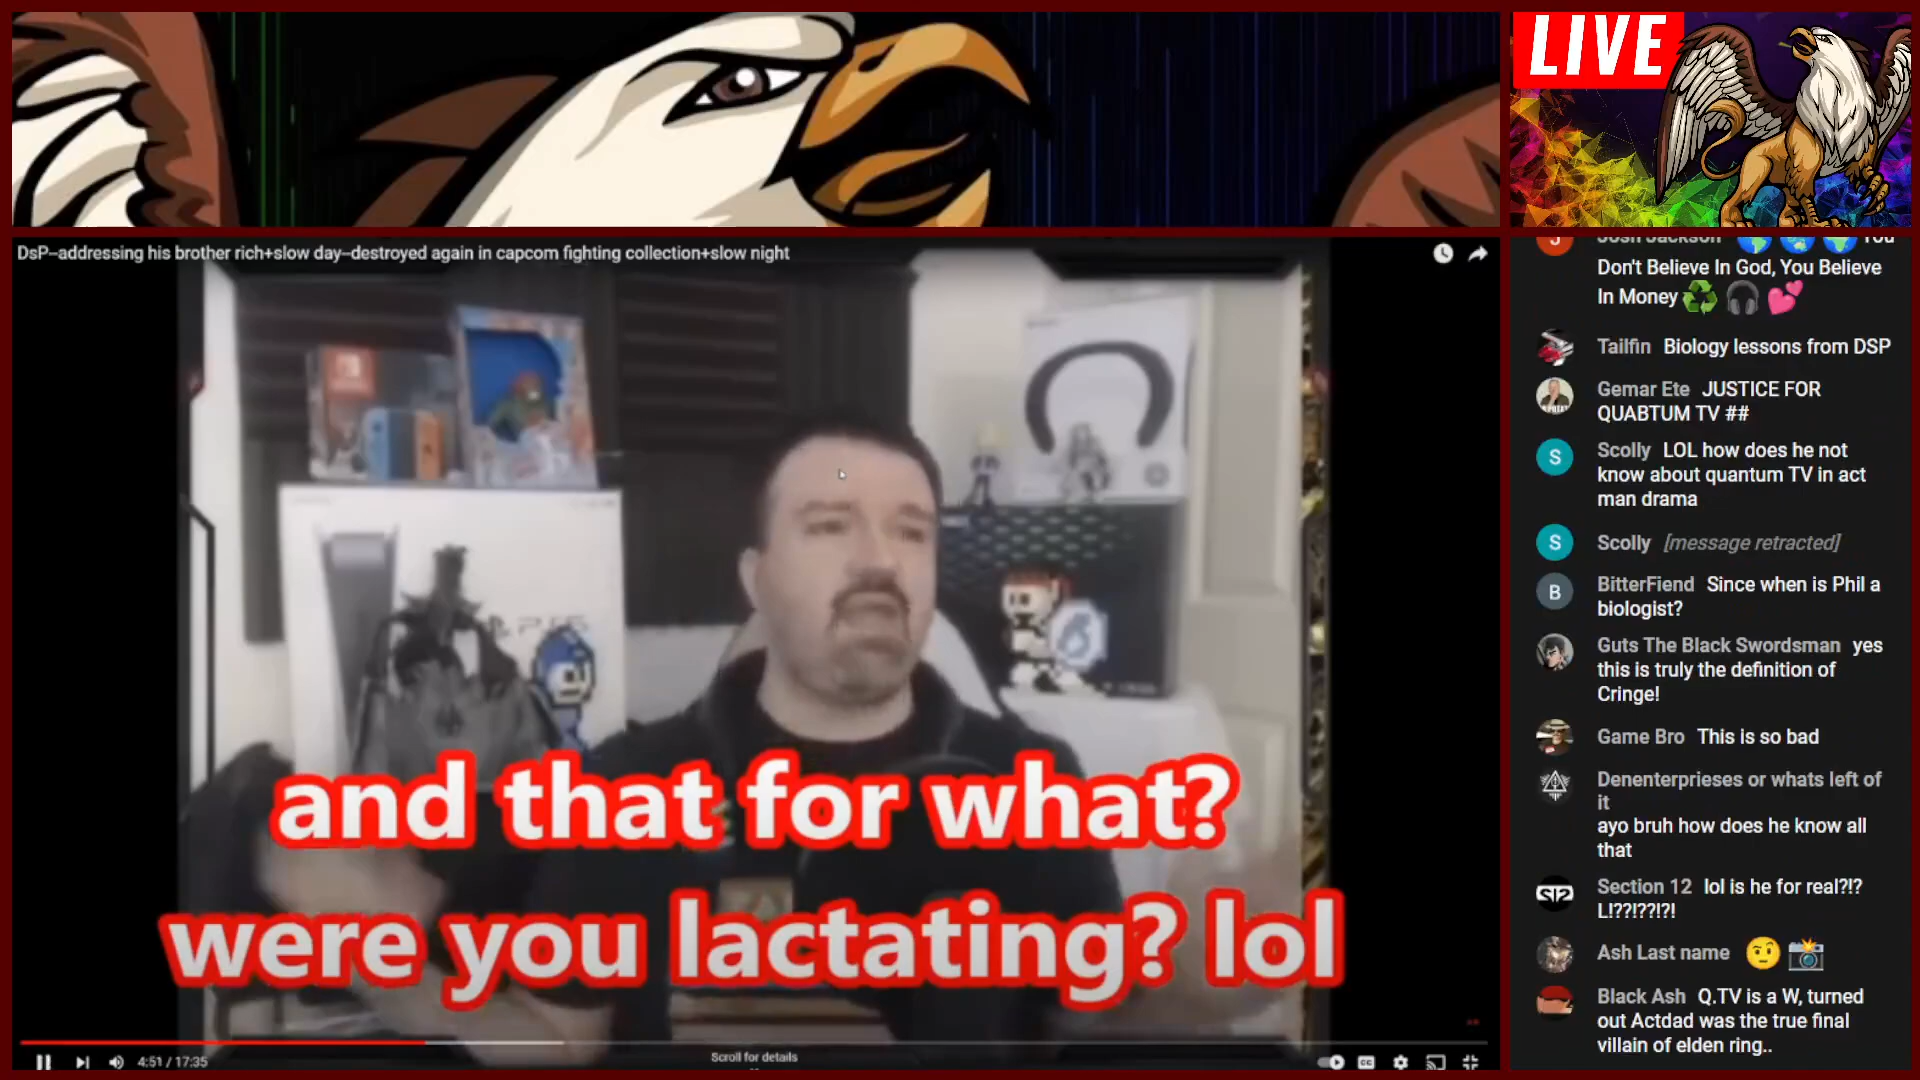 LIVE
DsP--addressing his brother rich+slow day--destroyed again in capcom fighting collection+slow night
and that for what?
were you lactating? lol
4:51 / 17:35
Scroll for details
Josh Jackson 🌎 🌏 🌍 You
Don't Believe In God, You Believe
In Money ♻️ 🎧 💕
Tailfin Biology lessons from DSP
Gemar Ete JUSTICE FOR
QUABTUM TV ##
S
Scolly LOL how does he not
know about quantum TV in act
man drama
S
Scolly [message retracted]
B
BitterFiend Since when is Phil a
biologist?
Guts The Black Swordsman yes
this is truly the definition of
Cringe!
Game Bro This is so bad
Denenterprieses or whats left of
it
ayo bruh how does he know all
that
S12
Section 12 lol is he for real?!?
L!??!??!?!
Ash Last name 🤨 📸
Black Ash Q.TV is a W, turned
out Actdad was the true final
villain of elden ring..